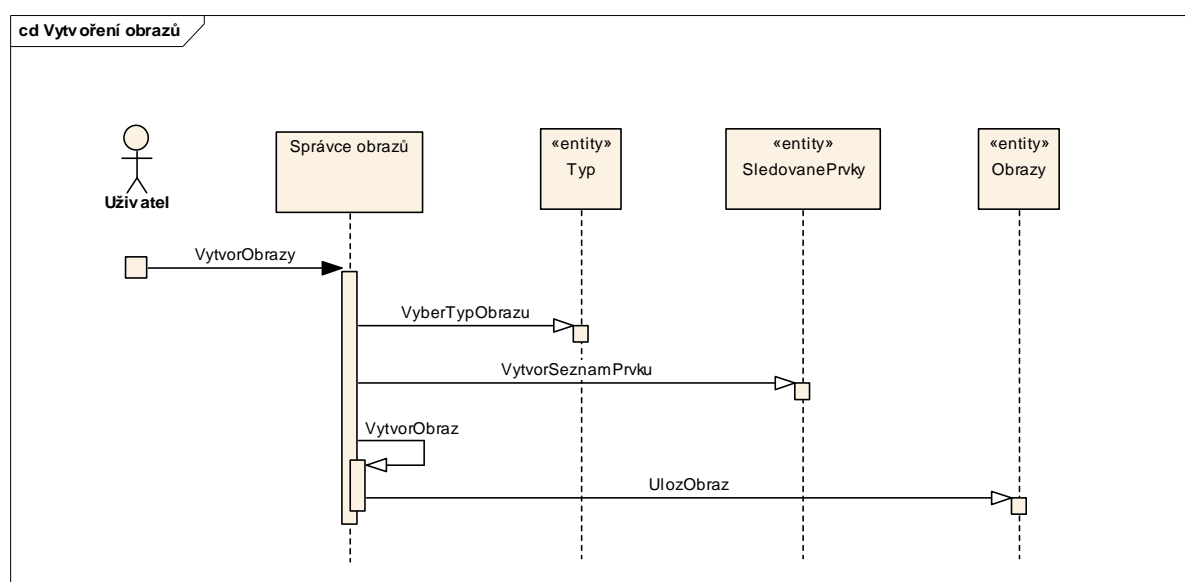 cd Vytvoření obrazů
Uživatel
Správce obrazů
«entity»
Typ
«entity»
SledovanePrvky
«entity»
Obrazy
VytvorObrazy
VyberTypObrazu
VytvorSeznamPrvku
VytvorObraz
UlozObraz